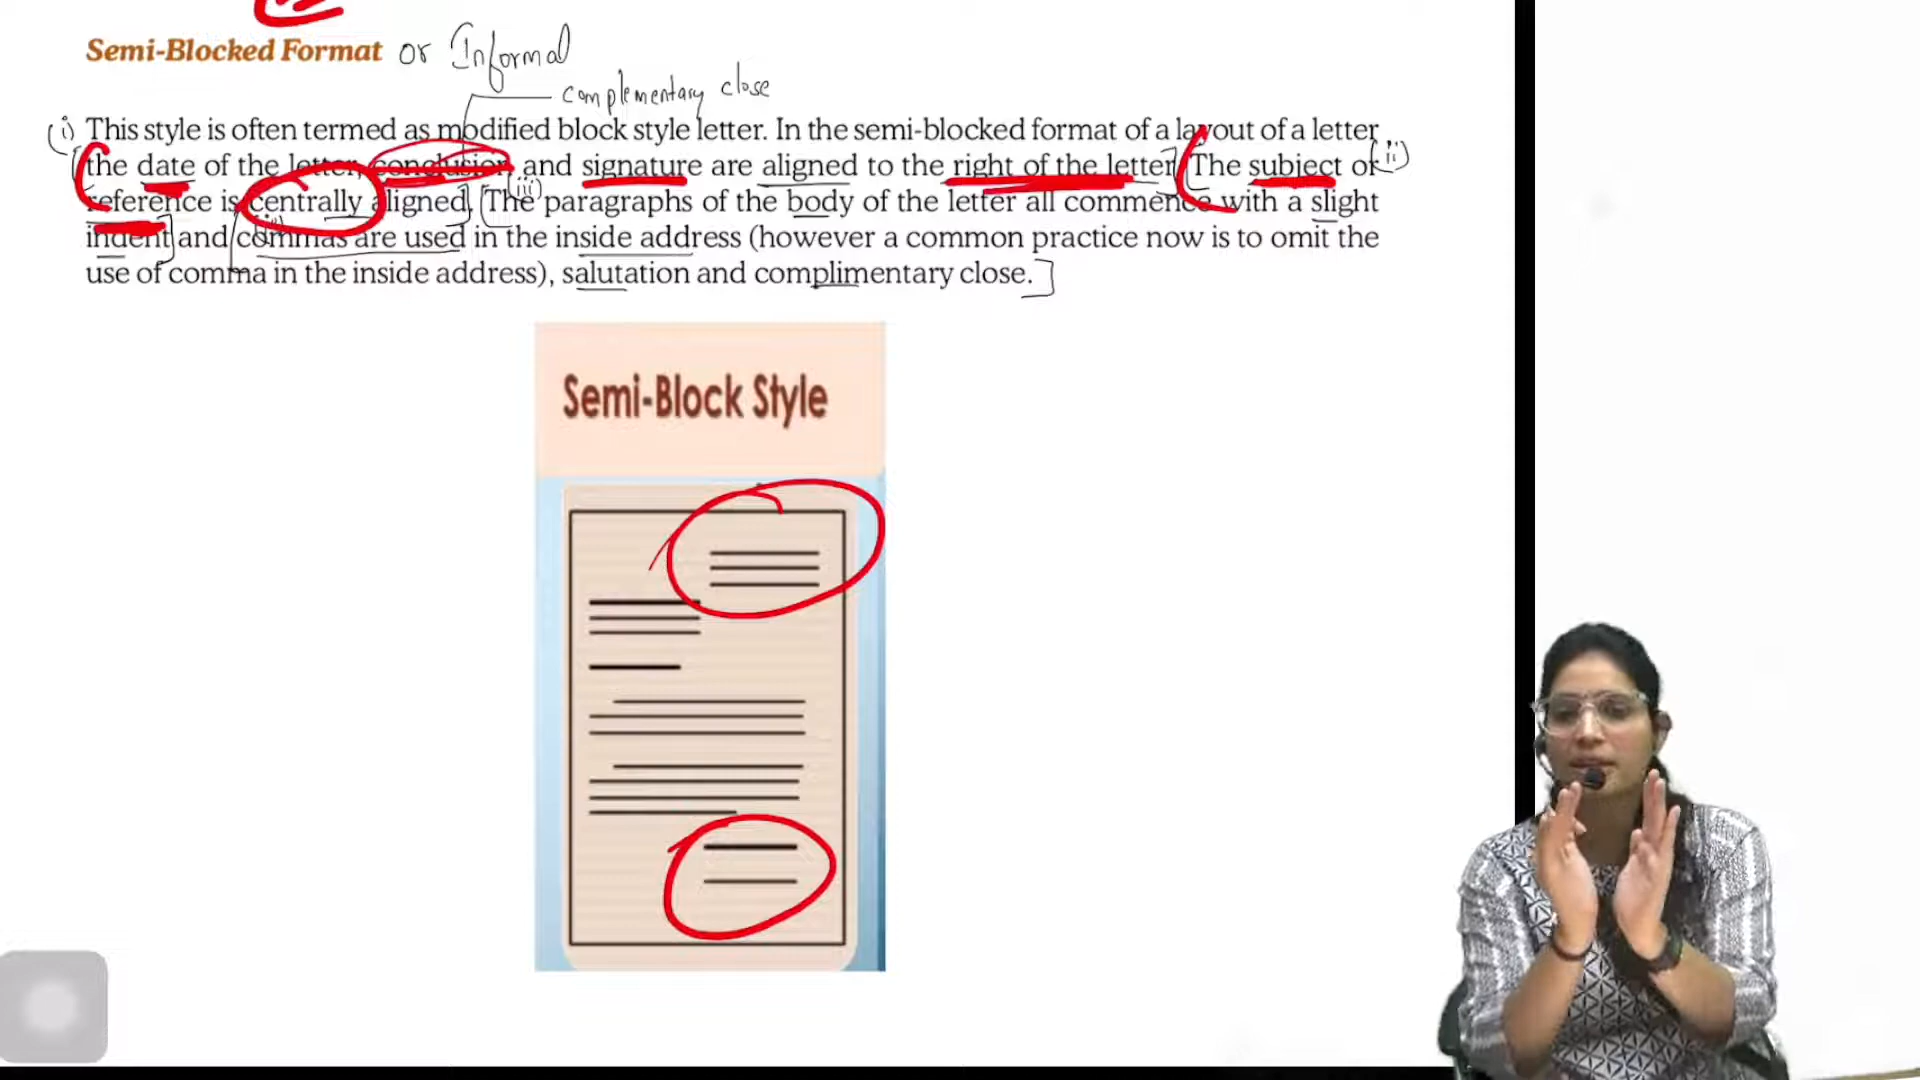 Semi-Blocked Format or Informal
complementary close
(i) This style is often termed as modified block style letter. In the semi-blocked format of a layout of a letter
the date of the letter, conclusion and signature are aligned to the right of the letter. The subject or (ii)
reference is centrally aligned. (iii) The paragraphs of the body of the letter all commence with a slight
indent and commas are used in the inside address (however a common practice now is to omit the
use of comma in the inside address), salutation and complimentary close.
Semi-Block Style